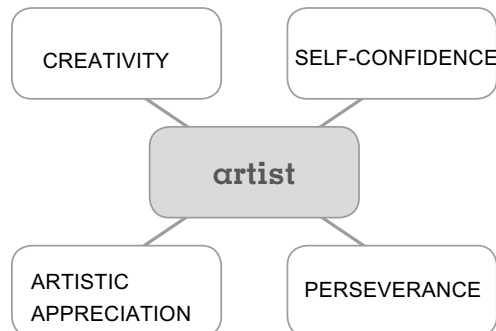 CREATIVITY
SELF-CONFIDENCE
artist
ARTISTIC
APPRECIATION
PERSEVERANCE